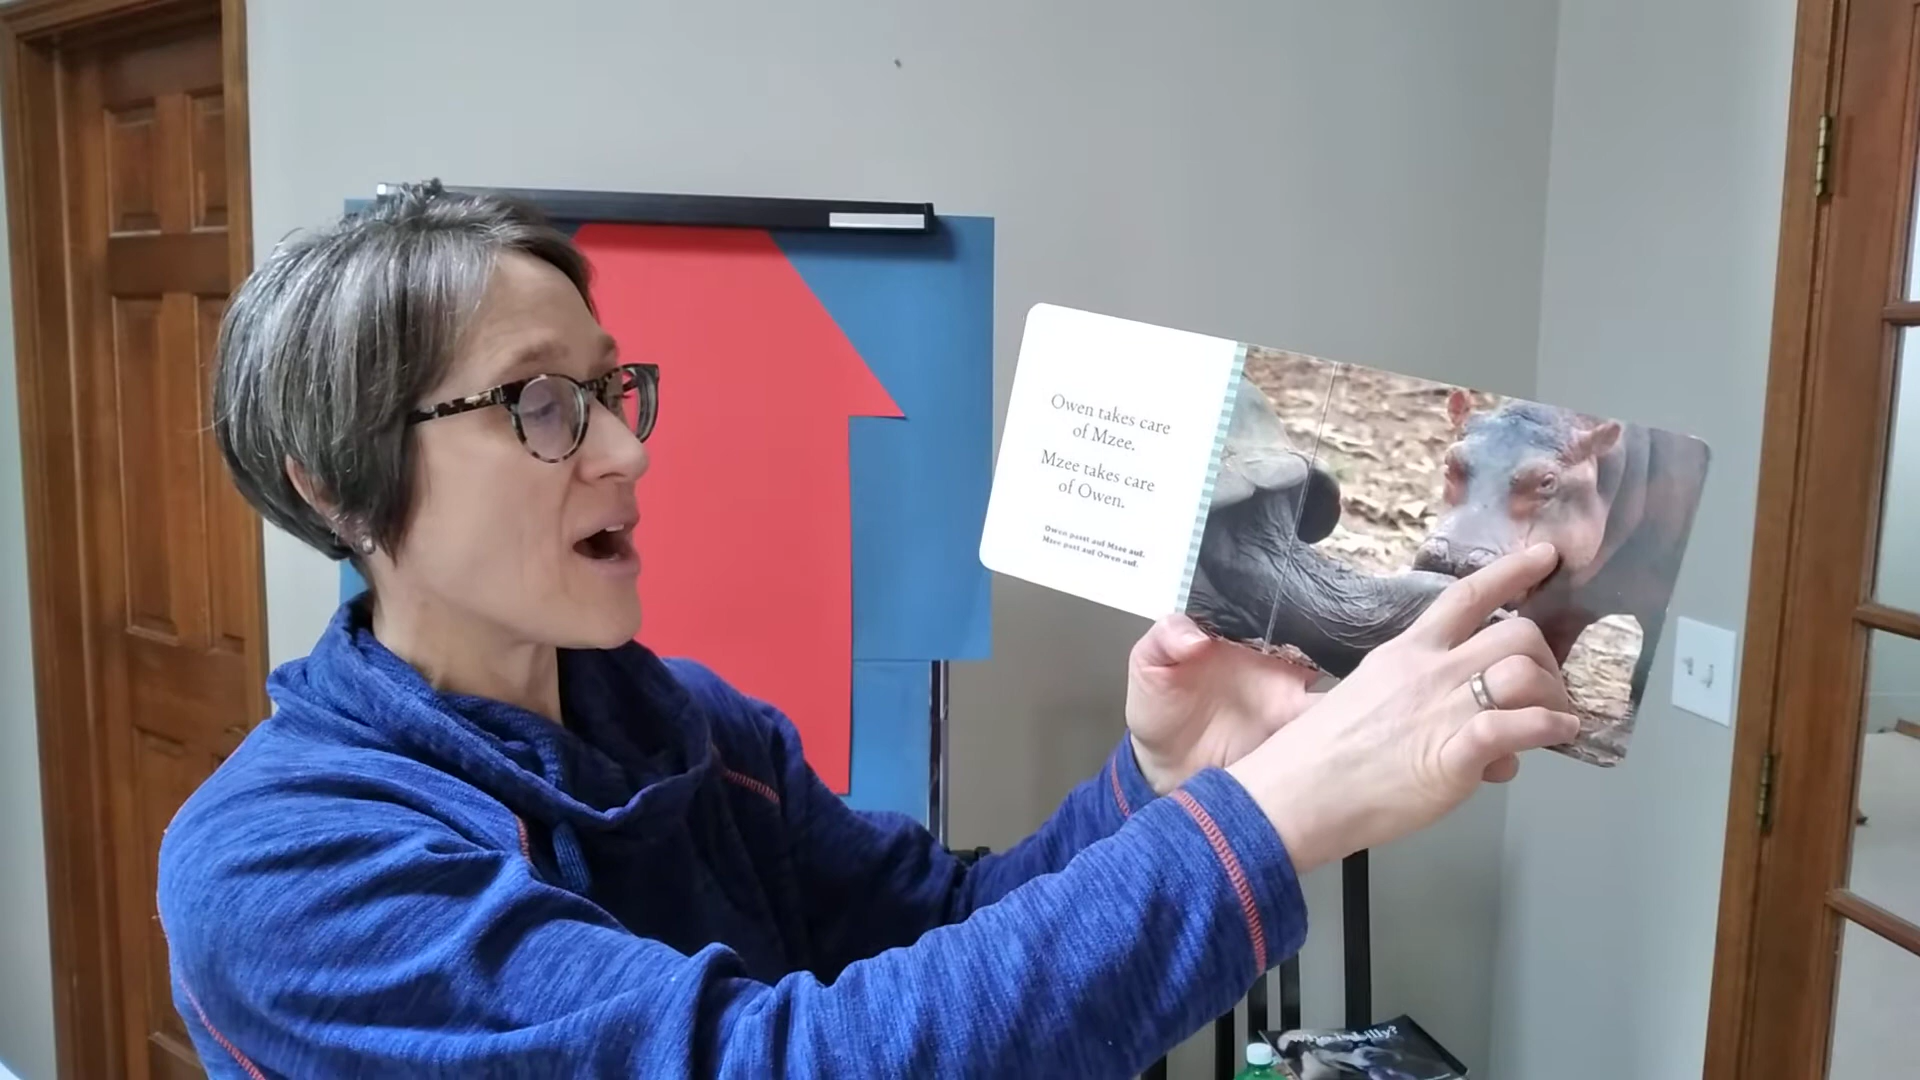 Owen takes care
of Mzee.
Mzee takes care
of Owen.
Owen passt auf Mzee auf.
Mzee past auf Owen auf.